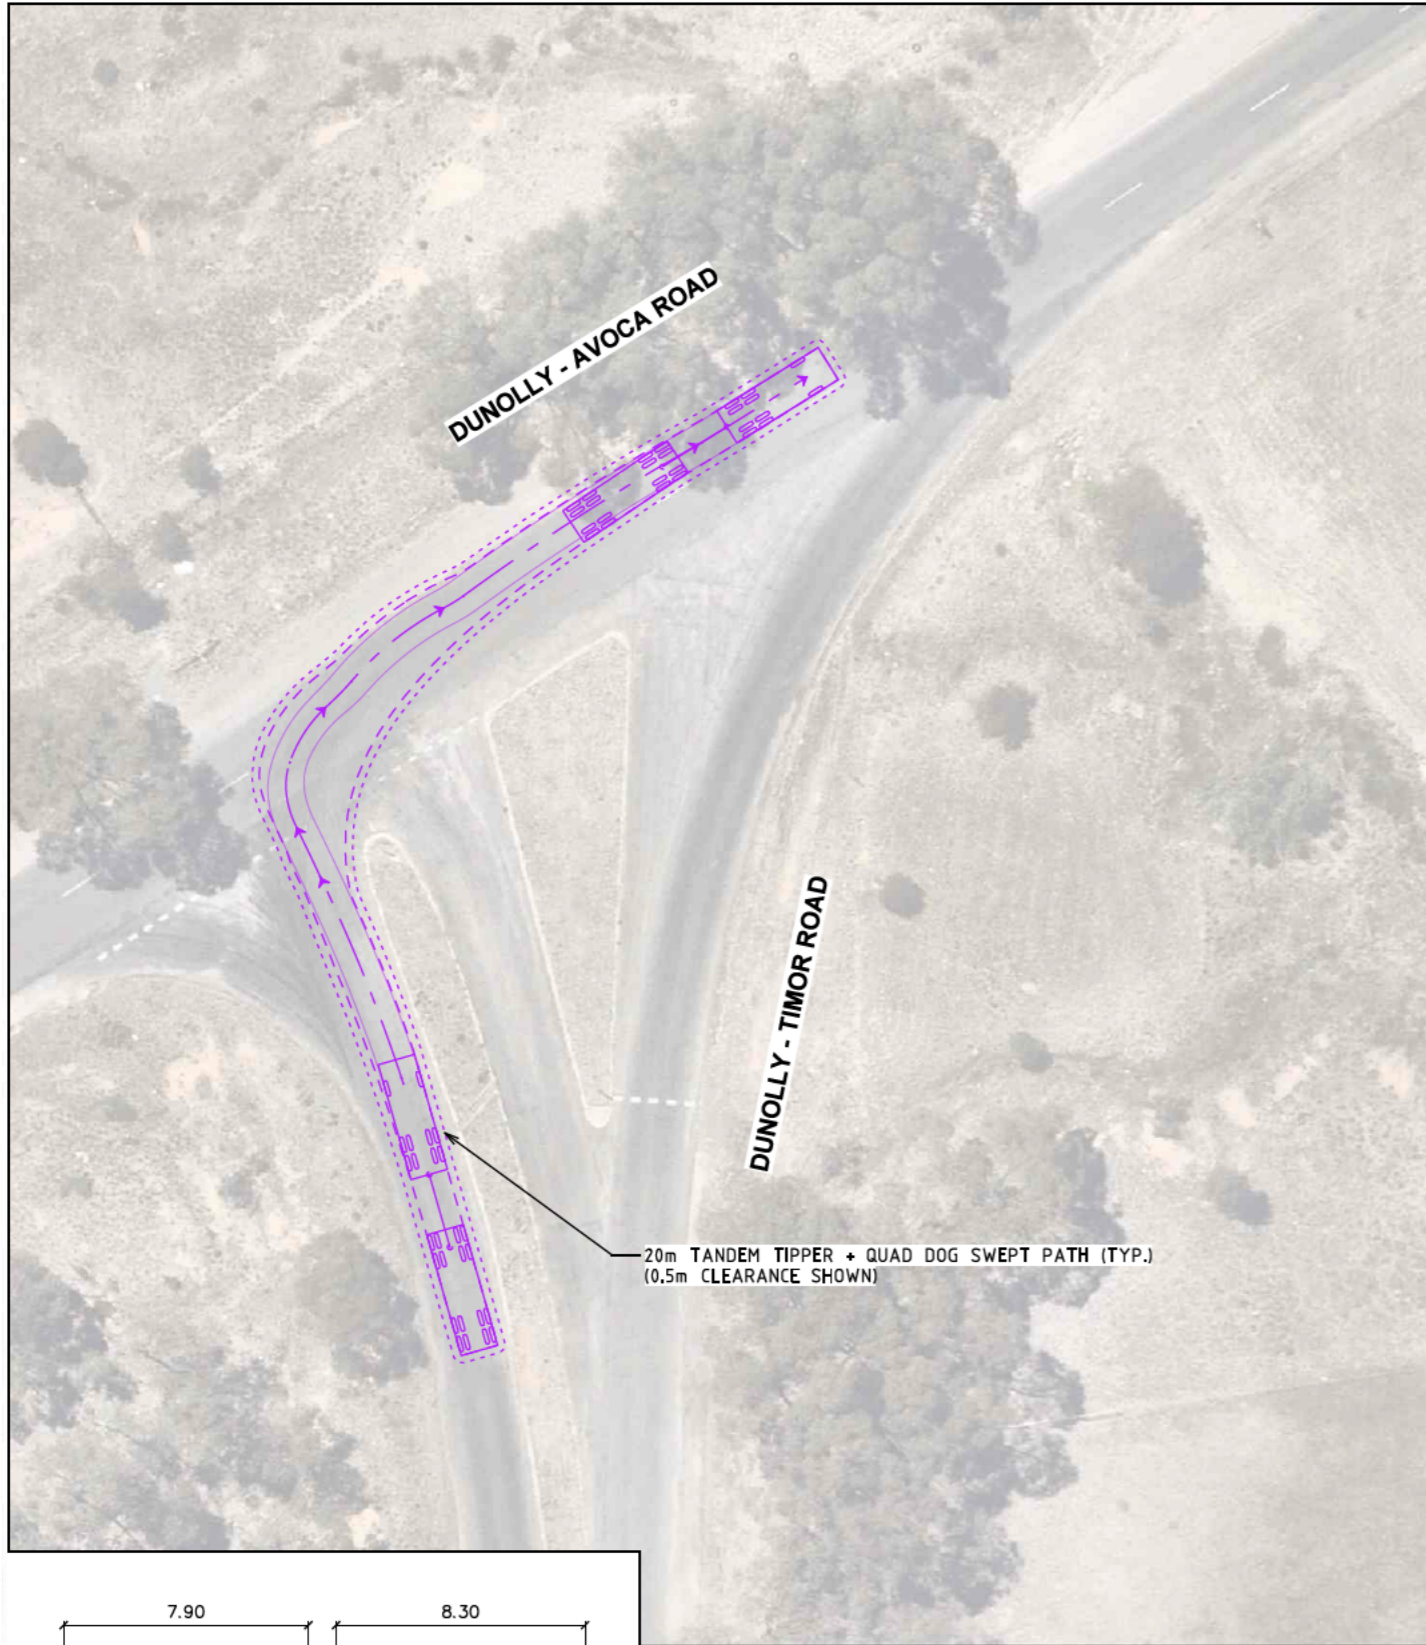 DUNOLLY - AVOCA ROAD
DUNOLLY - TIMOR ROAD
20m TANDEM TIPPER + QUAD DOG SWEPT PATH (TYP.)
(0.5m CLEARANCE SHOWN)
7.90
8.30